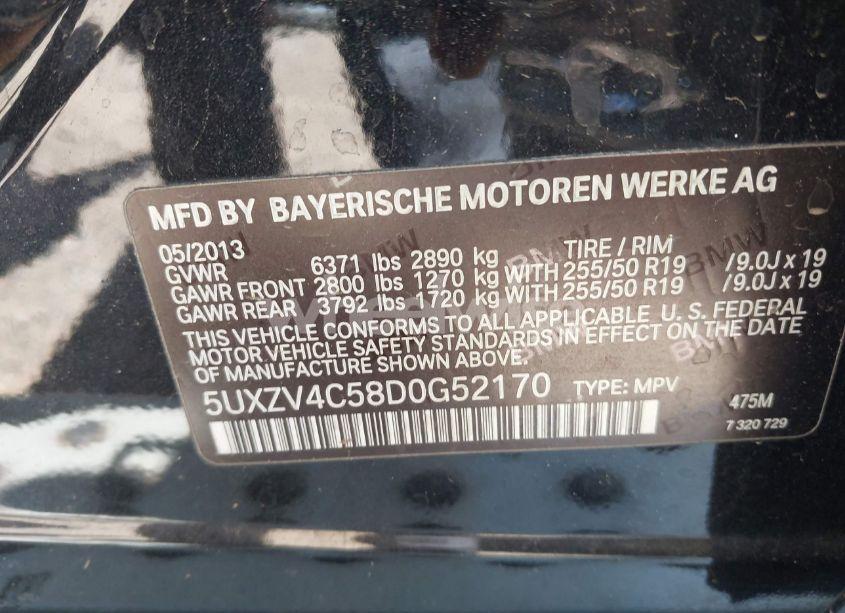 MFD BY BAYERISCHE MOTOREN WERKE AG
05/2013 TIRE / RIM
GVWR 6371 lbs 2890 kg
GAWR FRONT 2800 lbs 1270 kg WITH 255/50 R19 /9.0J x 19
GAWR REAR 3792 lbs 1720 kg WITH 255/50 R19 /9.0J x 19
THIS VEHICLE CONFORMS TO ALL APPLICABLE U. S. FEDERAL
MOTOR VEHICLE SAFETY STANDARDS IN EFFECT ON THE DATE
OF MANUFACTURE SHOWN ABOVE.
5UXZV4C58D0G52170 TYPE: MPV 475M
7 320 729